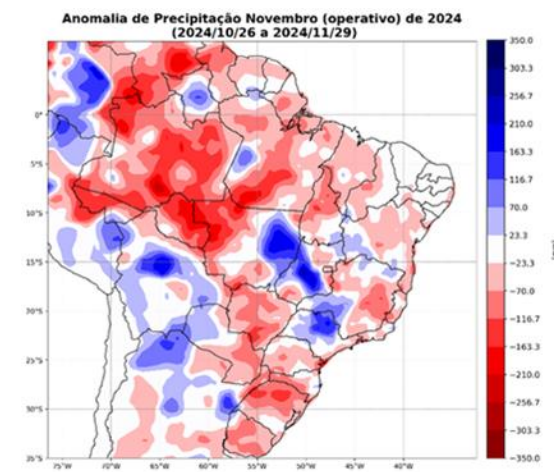 Anomalia de Precipitação Novembro (operativo) de 2024
(2024/10/26 a 2024/11/29)
350.0
303.3
256.7
210.0
163.3
116.7
70.0
23.3
−23.3
−70.0
−116.7
−163.3
−210.0
−256.7
−303.3
−350.0
0°
5°S
10°S
15°S
20°S
25°S
30°S
35°S
75°W
70°W
65°W
60°W
55°W
50°W
45°W
40°W